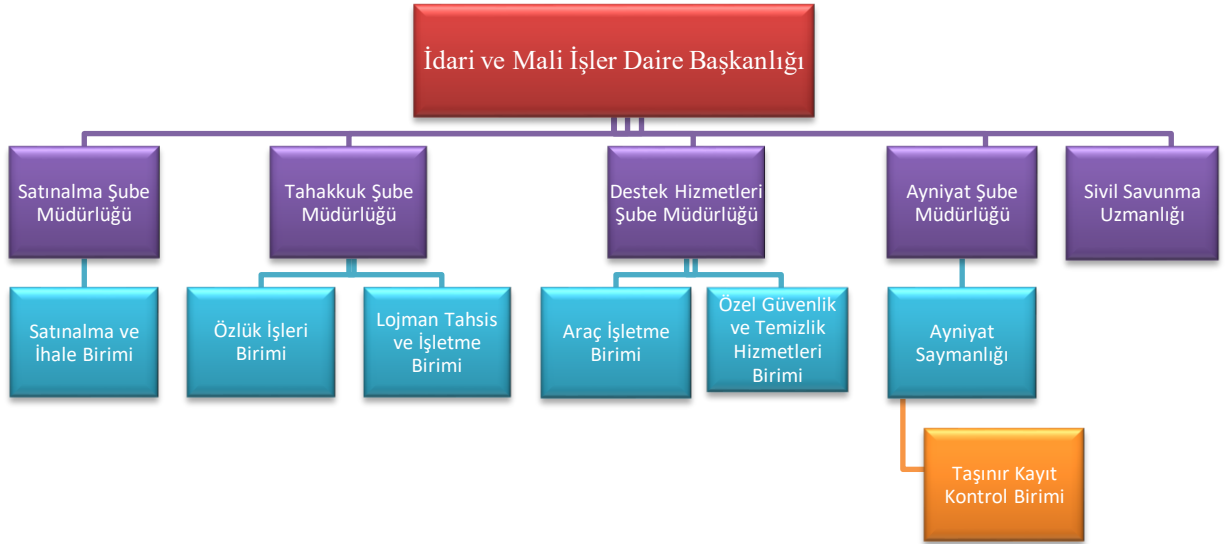 İdari ve Mali İşler Daire Başkanlığı
Satınalma Şube
Müdürlüğü
Tahakkuk Şube
Müdürlüğü
Destek Hizmetleri
Şube Müdürlüğü
Ayniyat Şube
Müdürlüğü
Sivil Savunma
Uzmanlığı
Satınalma ve
İhale Birimi
Özlük İşleri
Birimi
Lojman Tahsis
ve İşletme
Birimi
Araç İşletme
Birimi
Özel Güvenlik
ve Temizlik
Hizmetleri
Birimi
Ayniyat
Saymanlığı
Taşınır Kayıt
Kontrol Birimi